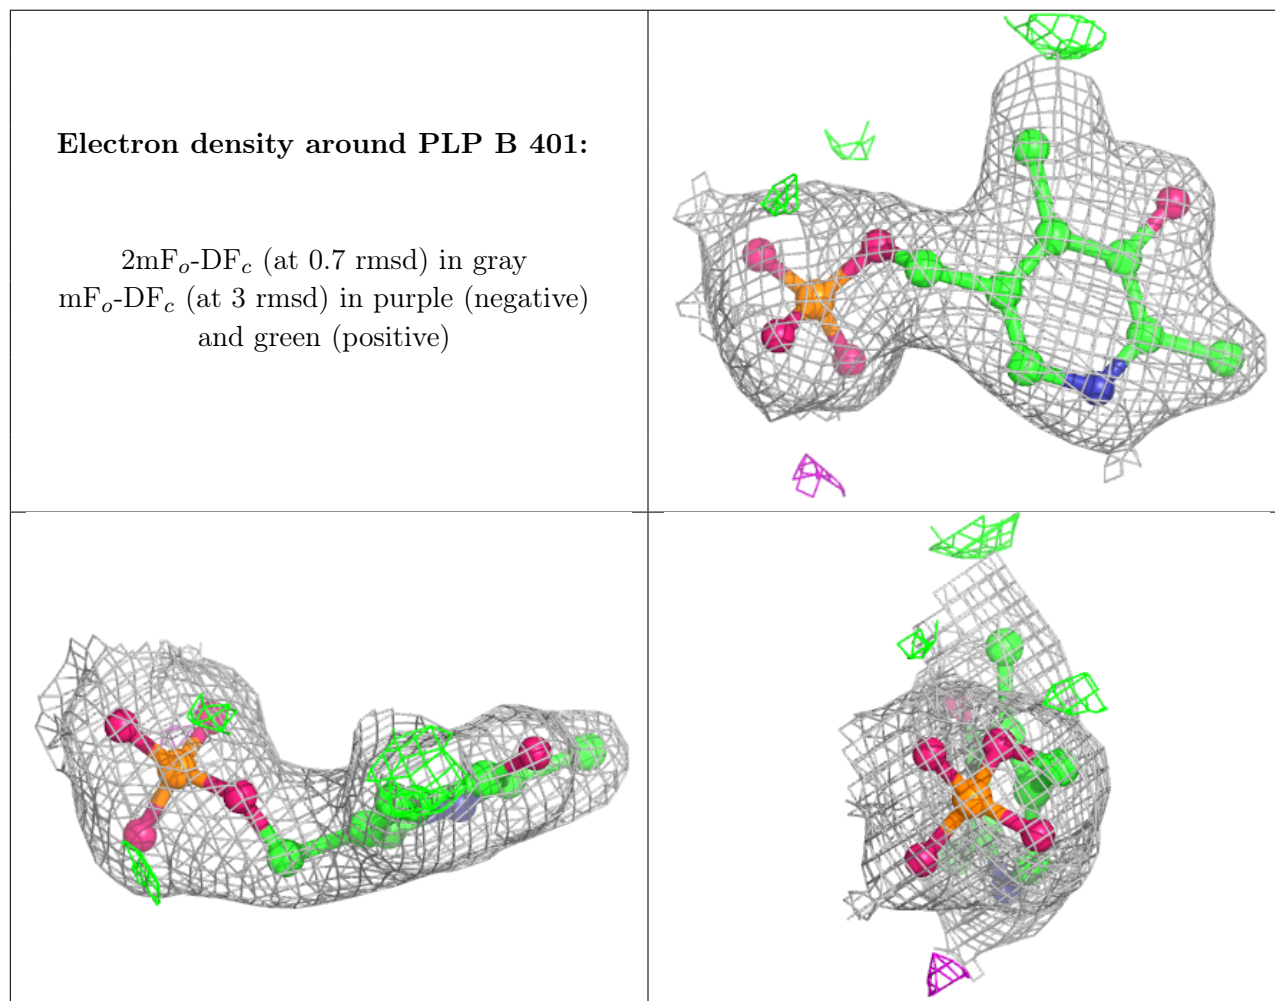 Electron density around PLP B 401:
2mFo-DFc (at 0.7 rmsd) in gray
mFo-DFc (at 3 rmsd) in purple (negative)
and green (positive)